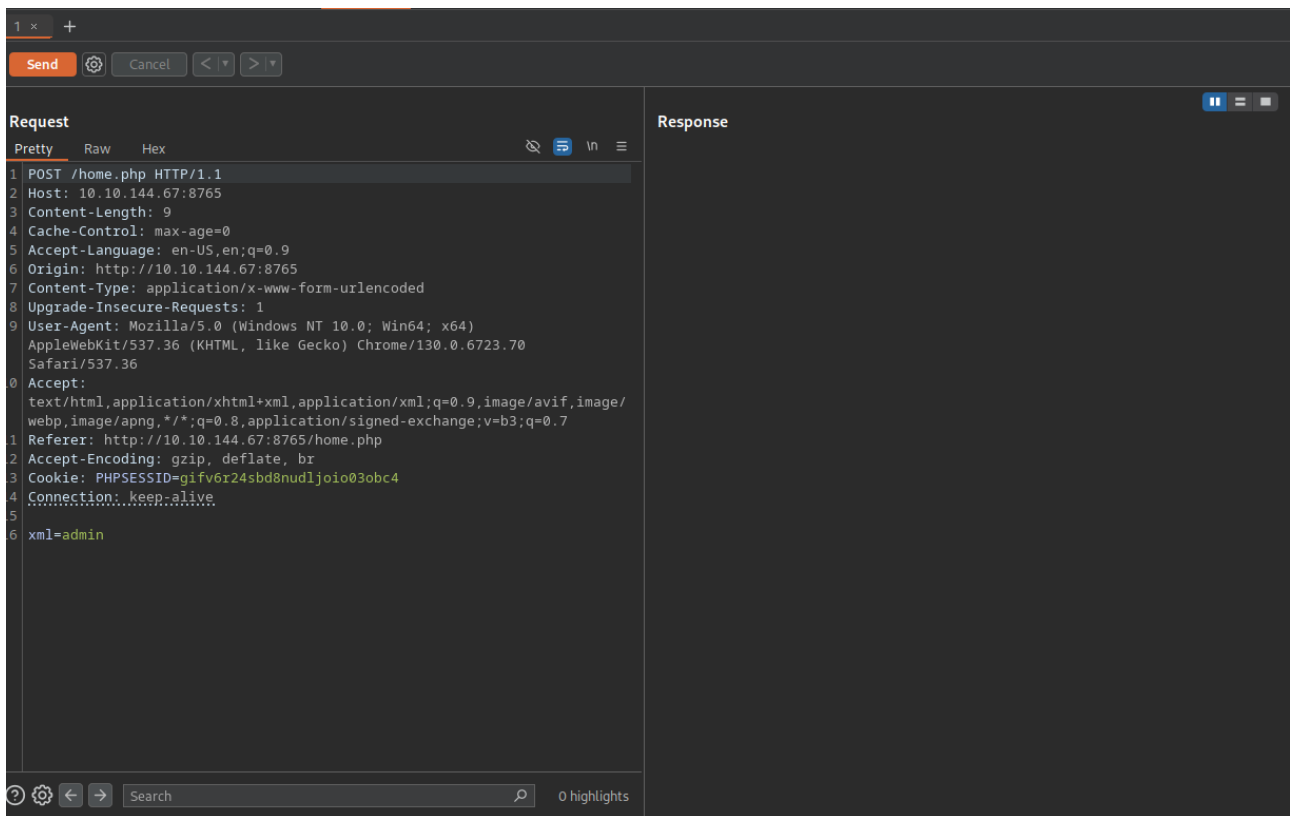 1 × +
Send Cancel < >
Request
Response
Pretty Raw Hex \n
1 POST /home.php HTTP/1.1
2 Host: 10.10.144.67:8765
3 Content-Length: 9
4 Cache-Control: max-age=0
5 Accept-Language: en-US,en;q=0.9
6 Origin: http://10.10.144.67:8765
7 Content-Type: application/x-www-form-urlencoded
8 Upgrade-Insecure-Requests: 1
9 User-Agent: Mozilla/5.0 (Windows NT 10.0; Win64; x64)
AppleWebKit/537.36 (KHTML, like Gecko) Chrome/130.0.6723.70
Safari/537.36
.0 Accept:
text/html,application/xhtml+xml,application/xml;q=0.9,image/avif,image/
webp,image/apng,*/*;q=0.8,application/signed-exchange;v=b3;q=0.7
.1 Referer: http://10.10.144.67:8765/home.php
.2 Accept-Encoding: gzip, deflate, br
.3 Cookie: PHPSESSID=gifv6r24sbd8nudljoio03obc4
.4 Connection: keep-alive
.5
.6 xml=admin
? Search 0 highlights